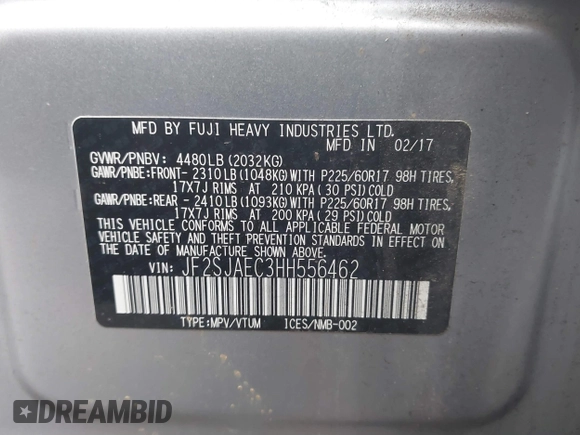 MFD BY FUJI HEAVY INDUSTRIES LTD.
MFD IN 02/17
GVWR/PNBV: 4480LB(2032KG)
GAWR/PNBE:FRONT-2310LB(1048KG)WITH P225/60R17 98H TIRES,
17X7J RIMS AT 210 KPA(30 PSI)COLD
GAWR/PNBE:REAR -2410LB(1093KG)WITH P225/60R17 98H TIRES,
17X7J RIMS AT 200 KPA(29 PSI)COLD
THIS VEHICLE CONFORMS TO ALL APPLICABLE FEDERAL MOTOR
VEHICLE SAFETY AND THEFT PREVENTION STANDARDS IN EFFECT
ON THE DATE OF MANUFACTURE SHOWN ABOVE.
VIN: JF2SJAEC3HH556462
TYPE:MPV/VTUM ICES/NMB-002
DREAMBID